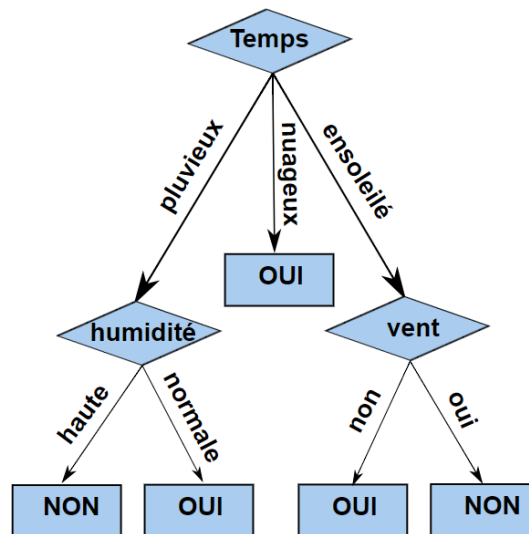 Temps
pluvieux
nuageux
ensoleilé
OUI
humidité
vent
haute
normale
non
oui
NON
OUI
OUI
NON